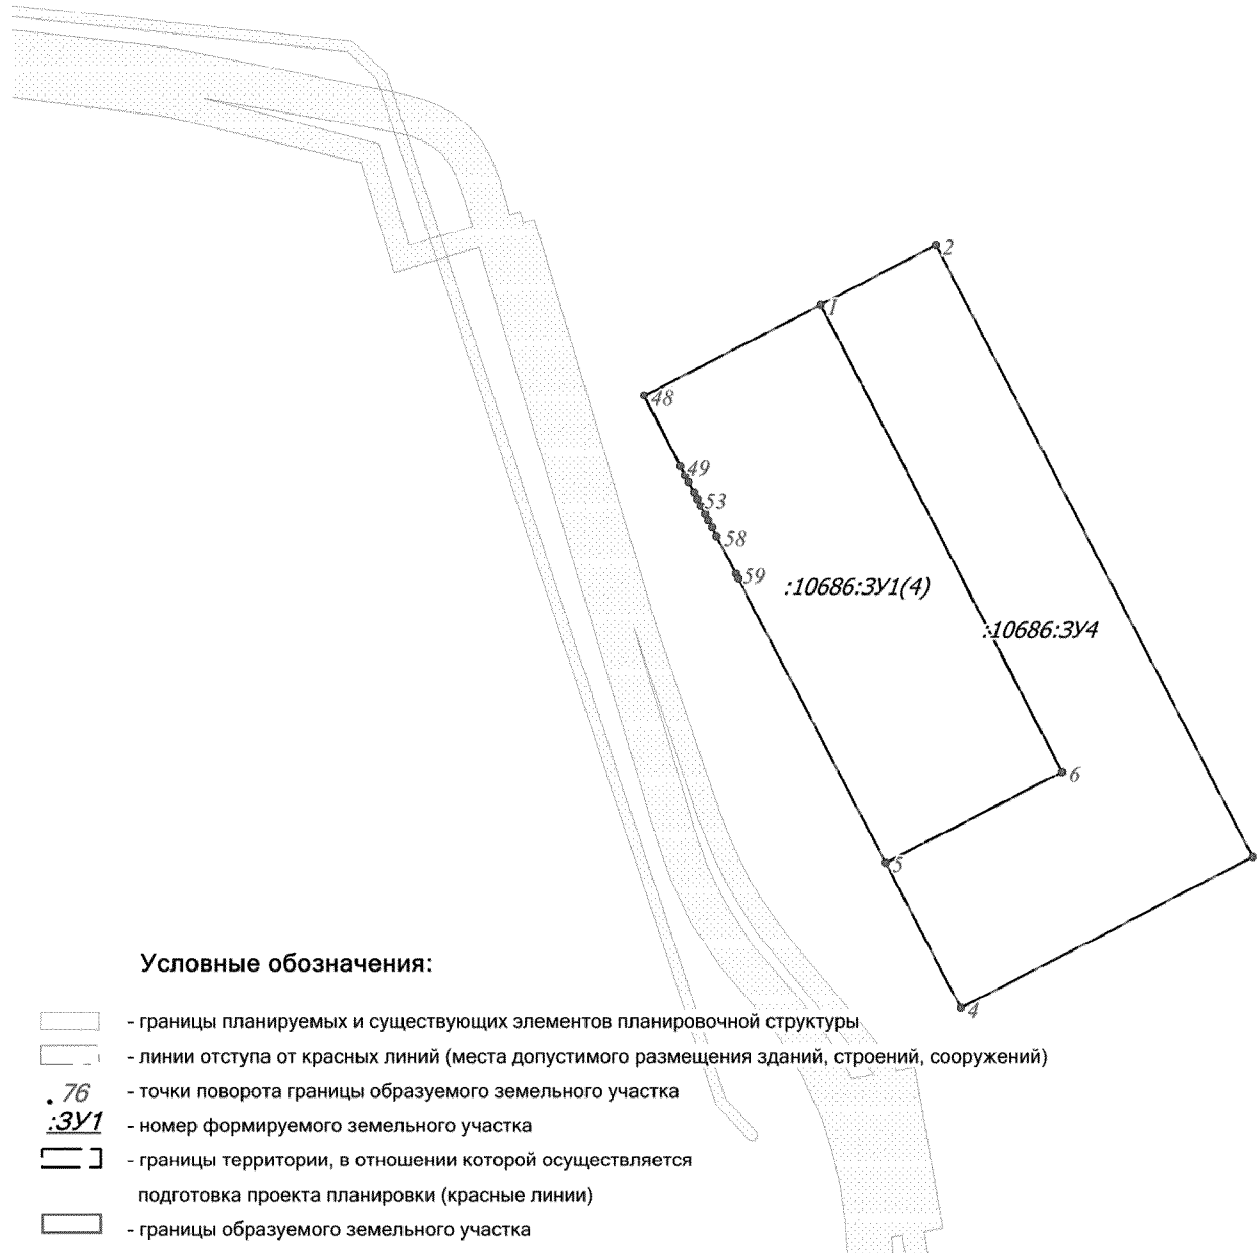 2
1
48
49
53
58
59
:10686:ЗУ1(4)
:10686:ЗУ4
6
5
4
Условные обозначения:
- границы планируемых и существующих элементов планировочной структуры
- линии отступа от красных линий (места допустимого размещения зданий, строений, сооружений)
. 76 - точки поворота границы образуемого земельного участка
:ЗУ1 - номер формируемого земельного участка
- границы территории, в отношении которой осуществляется
подготовка проекта планировки (красные линии)
- границы образуемого земельного участка